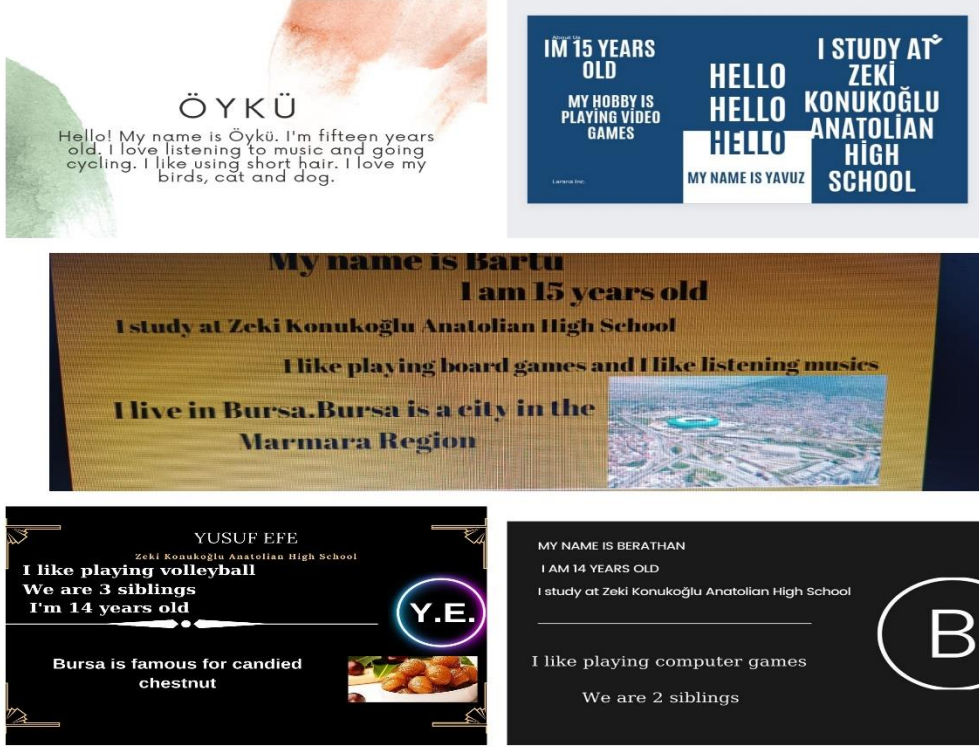 ÖYKÜ
Hello! My name is Öykü. I'm fifteen years
old. I love listening to music and going
cycling. I like using short hair. I love my
birds, cat and dog.
About Us
IM 15 YEARS
OLD
MY HOBBY IS
PLAYİNG VİDEO
GAMES
Larana Inc.
HELLO
HELLO
HELLO
MY NAME IS YAVUZ
I STUDY AT
ZEKİ
KONUKOĞLU
ANATOLİAN
HİGH
SCHOOL
My name is Bartu
I am 15 years old
I study at Zeki Konukoğlu Anatolian High School
I like playing board games and I like listening musics
I live in Bursa.Bursa is a city in the
Marmara Region
YUSUF EFE
Zeki Konukoğlu Anatolian High School
I like playing volleyball
We are 3 siblings
I'm 14 years old
Y.E.
Bursa is famous for candied
chestnut
MY NAME IS BERATHAN
I AM 14 YEARS OLD
I study at Zeki Konukoğlu Anatolian High School
B
I like playing computer games
We are 2 siblings